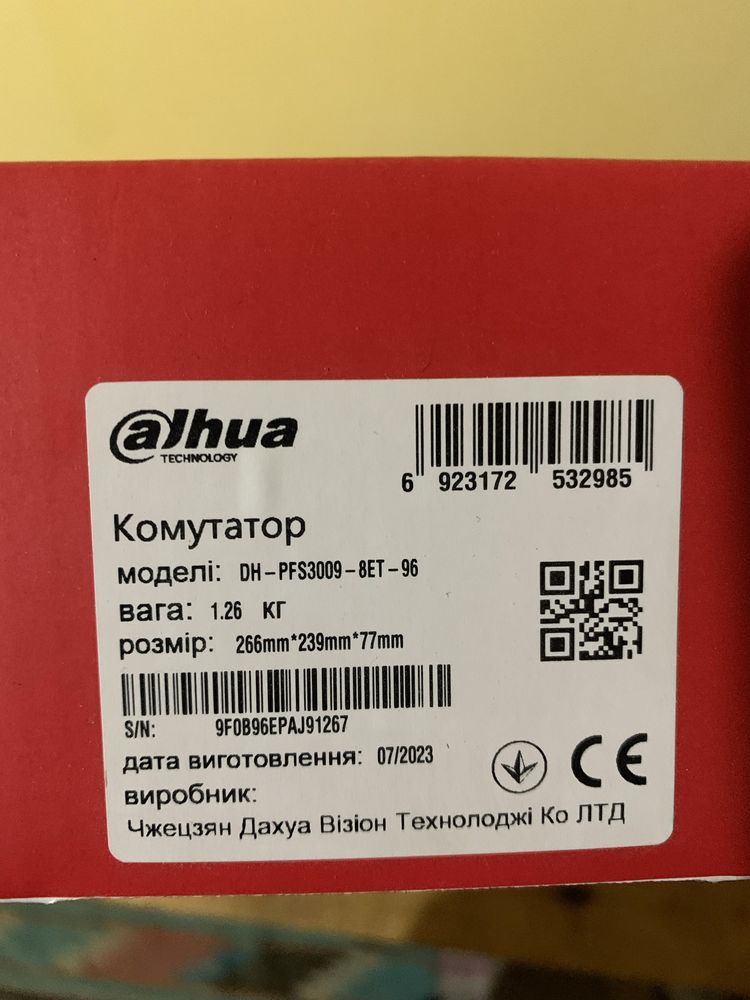 alhua
TECHNOLOGY
6 923172 532985
Комутатор
моделі: DH-PFS3009-8ET-96
вага: 1.26 КГ
розмір: 266mm*239mm*77mm
S/N: 9F0B96EPAJ91267
дата виготовлення: 07/2023
CE
виробник:
Чжецзян Дахуа Візіон Технолоджі Ко ЛТД